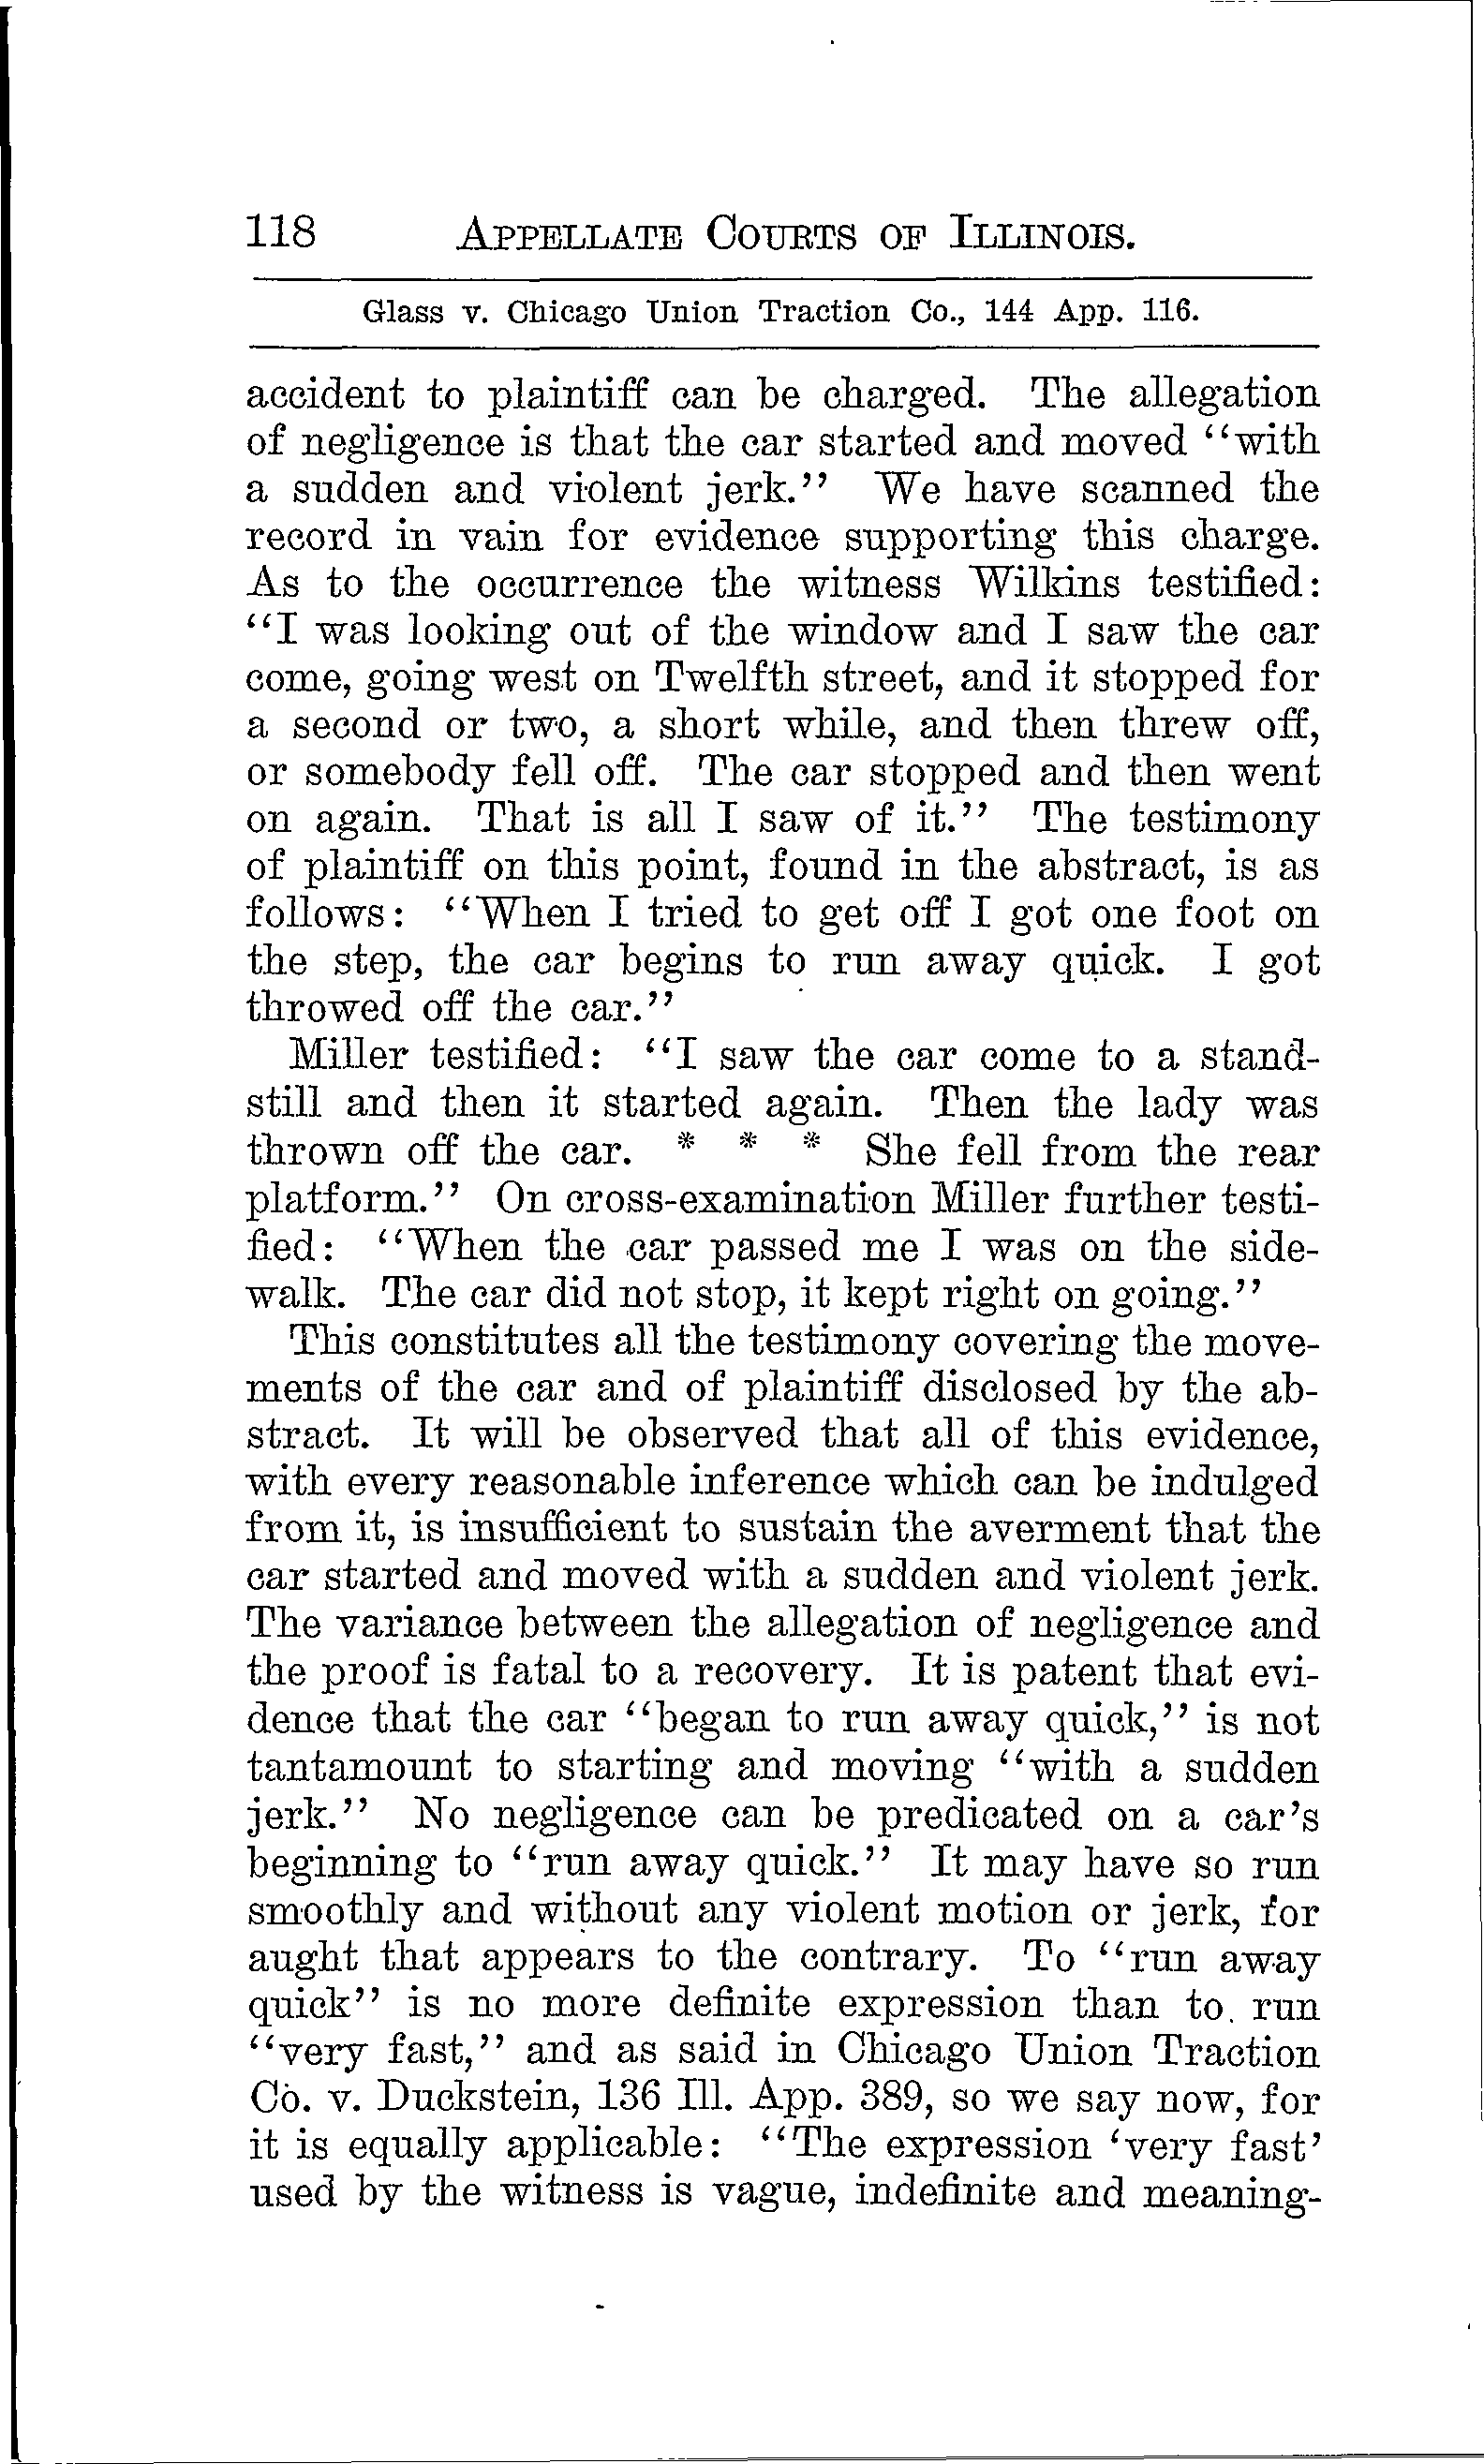 118 APPELLATE COURTS OF ILLINOIS.
Glass v. Chicago Union Traction Co., 144 App. 116.
accident to plaintiff can be charged. The allegation
of negligence is that the car started and moved "with
a sudden and violent jerk." We have scanned the
record in vain for evidence supporting this charge.
As to the occurrence the witness Wilkins testified:
"I was looking out of the window and I saw the car
come, going west on Twelfth street, and it stopped for
a second or two, a short while, and then threw off,
or somebody fell off. The car stopped and then went
on again. That is all I saw of it." The testimony
of plaintiff on this point, found in the abstract, is as
follows: "When I tried to get off I got one foot on
the step, the car begins to run away quick. I got
throwed off the car."
Miller testified: "I saw the car come to a stand-
still and then it started again. Then the lady was
thrown off the car. * * * She fell from the rear
platform." On cross-examination Miller further testi-
fied: "When the car passed me I was on the side-
walk. The car did not stop, it kept right on going."
This constitutes all the testimony covering the move-
ments of the car and of plaintiff disclosed by the ab-
stract. It will be observed that all of this evidence,
with every reasonable inference which can be indulged
from it, is insufficient to sustain the averment that the
car started and moved with a sudden and violent jerk.
The variance between the allegation of negligence and
the proof is fatal to a recovery. It is patent that evi-
dence that the car "began to run away quick," is not
tantamount to starting and moving "with a sudden
jerk." No negligence can be predicated on a car's
beginning to "run away quick." It may have so run
smoothly and without any violent motion or jerk, for
aught that appears to the contrary. To "run away
quick" is no more definite expression than to run
"very fast," and as said in Chicago Union Traction
Co. v. Duckstein, 136 Ill. App. 389, so we say now, for
it is equally applicable: "The expression 'very fast'
used by the witness is vague, indefinite and meaning-